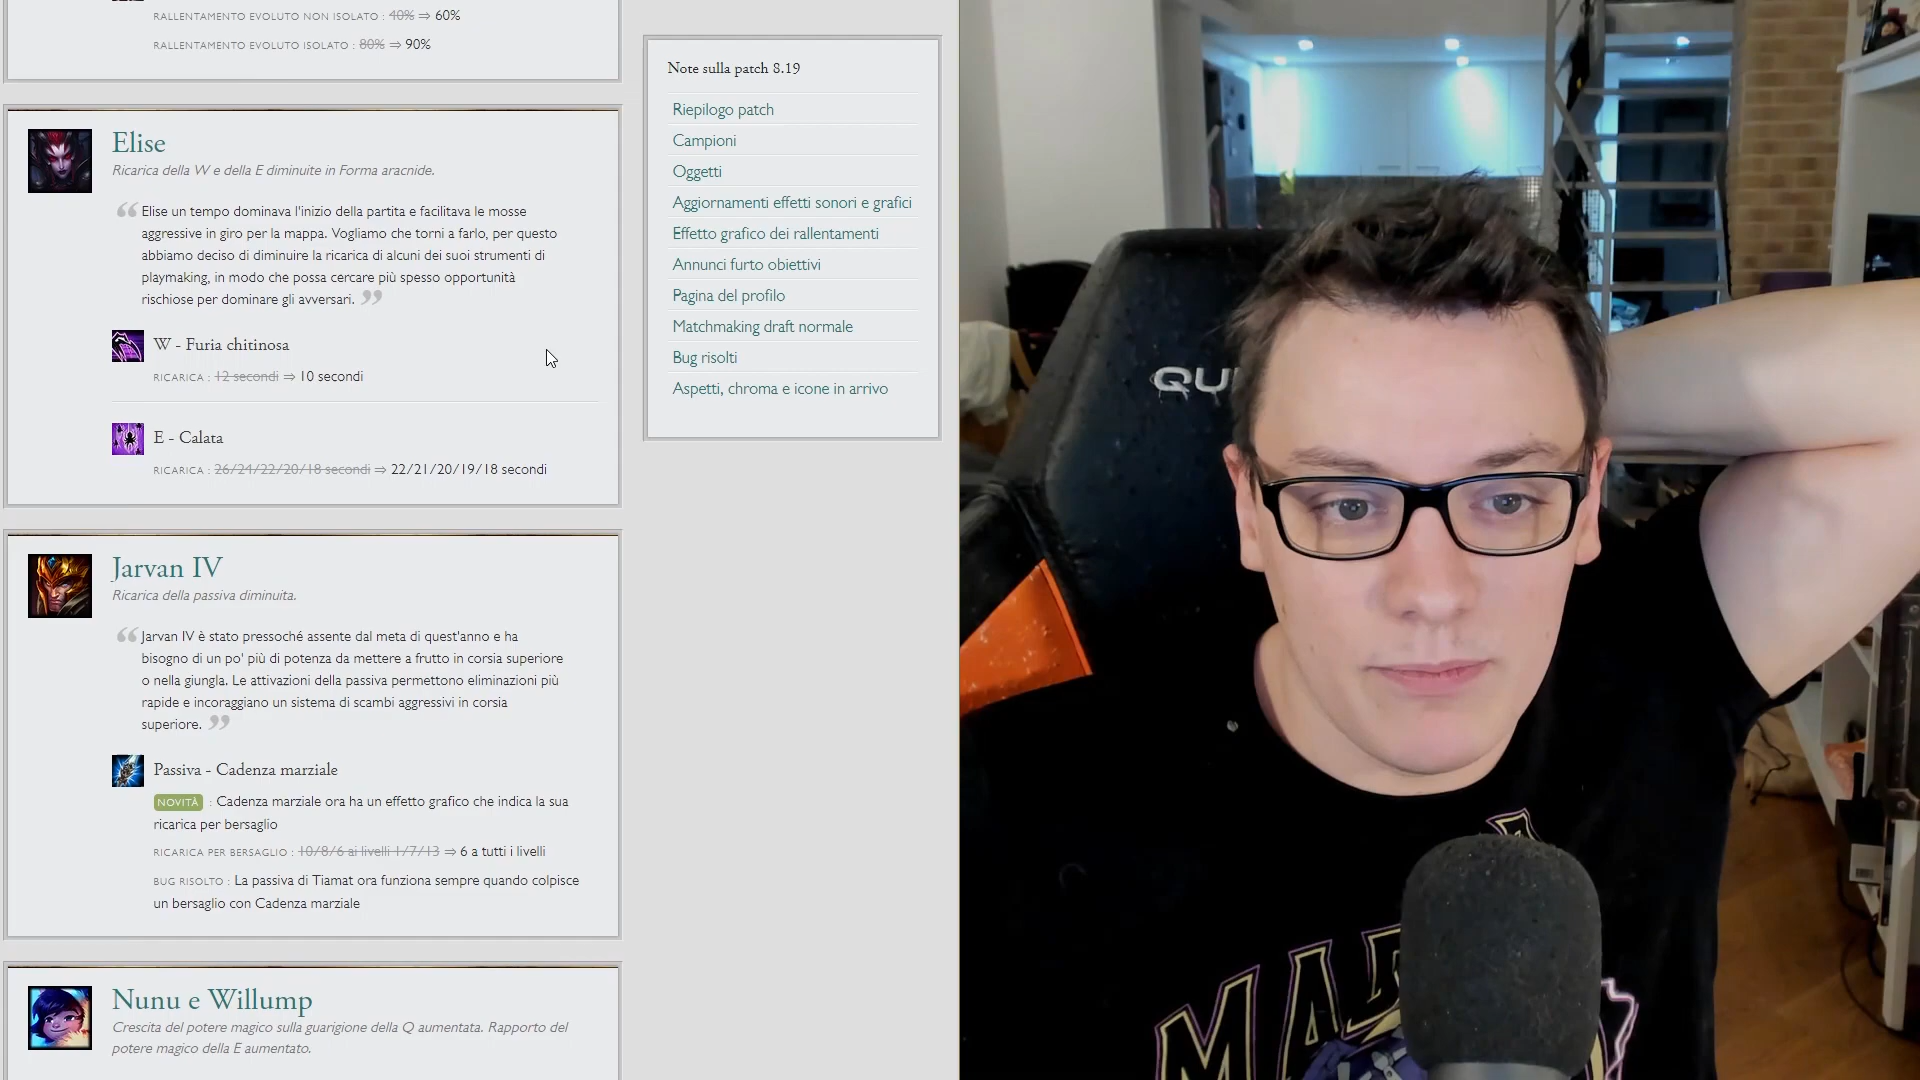 RALLENTAMENTO EVOLUTO NON ISOLATO : 40% ⇒ 60%
RALLENTAMENTO EVOLUTO ISOLATO : 80% ⇒ 90%
Elise
Ricarica della W e della E diminuite in Forma aracnide.
“ Elise un tempo dominava l'inizio della partita e facilitava le mosse
aggressive in giro per la mappa. Vogliamo che torni a farlo, per questo
abbiamo deciso di diminuire la ricarica di alcuni dei suoi strumenti di
playmaking, in modo che possa cercare più spesso opportunità
rischiose per dominare gli avversari. ”
W - Furia chitinosa
RICARICA : 12 secondi ⇒ 10 secondi
E - Calata
RICARICA : 26/24/22/20/18 secondi ⇒ 22/21/20/19/18 secondi
Jarvan IV
Ricarica della passiva diminuita.
“ Jarvan IV è stato pressoché assente dal meta di quest'anno e ha
bisogno di un po' più di potenza da mettere a frutto in corsia superiore
o nella giungla. Le attivazioni della passiva permettono eliminazioni più
rapide e incoraggiano un sistema di scambi aggressivi in corsia
superiore. ”
Passiva - Cadenza marziale
NOVITÀ : Cadenza marziale ora ha un effetto grafico che indica la sua
ricarica per bersaglio
RICARICA PER BERSAGLIO : 10/8/6 ai livelli 1/7/13 ⇒ 6 a tutti i livelli
BUG RISOLTO : La passiva di Tiamat ora funziona sempre quando colpisce
un bersaglio con Cadenza marziale
Nunu e Willump
Crescita del potere magico sulla guarigione della Q aumentata. Rapporto del
potere magico della E aumentato.
Note sulla patch 8.19
Riepilogo patch
Campioni
Oggetti
Aggiornamenti effetti sonori e grafici
Effetto grafico dei rallentamenti
Annunci furto obiettivi
Pagina del profilo
Matchmaking draft normale
Bug risolti
Aspetti, chroma e icone in arrivo